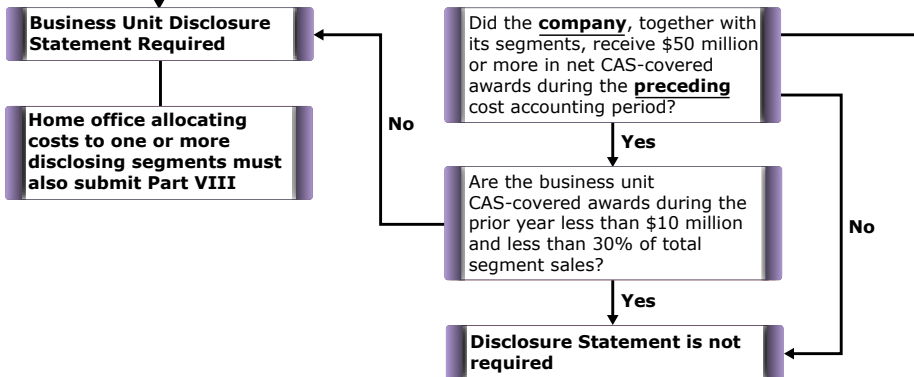 Business Unit Disclosure
Statement Required
Home office allocating
costs to one or more
disclosing segments must
also submit Part VIII
No
Did the company, together with
its segments, receive $50 million
or more in net CAS-covered
awards during the preceding
cost accounting period?
Yes
Are the business unit
CAS-covered awards during the
prior year less than $10 million
and less than 30% of total
segment sales?
No
Yes
Disclosure Statement is not
required